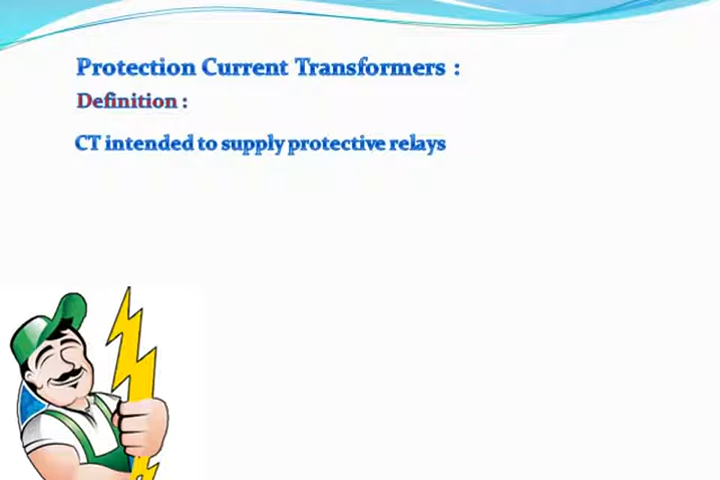 Protection Current Transformers :
Definition :
CT intended to supply protective relays